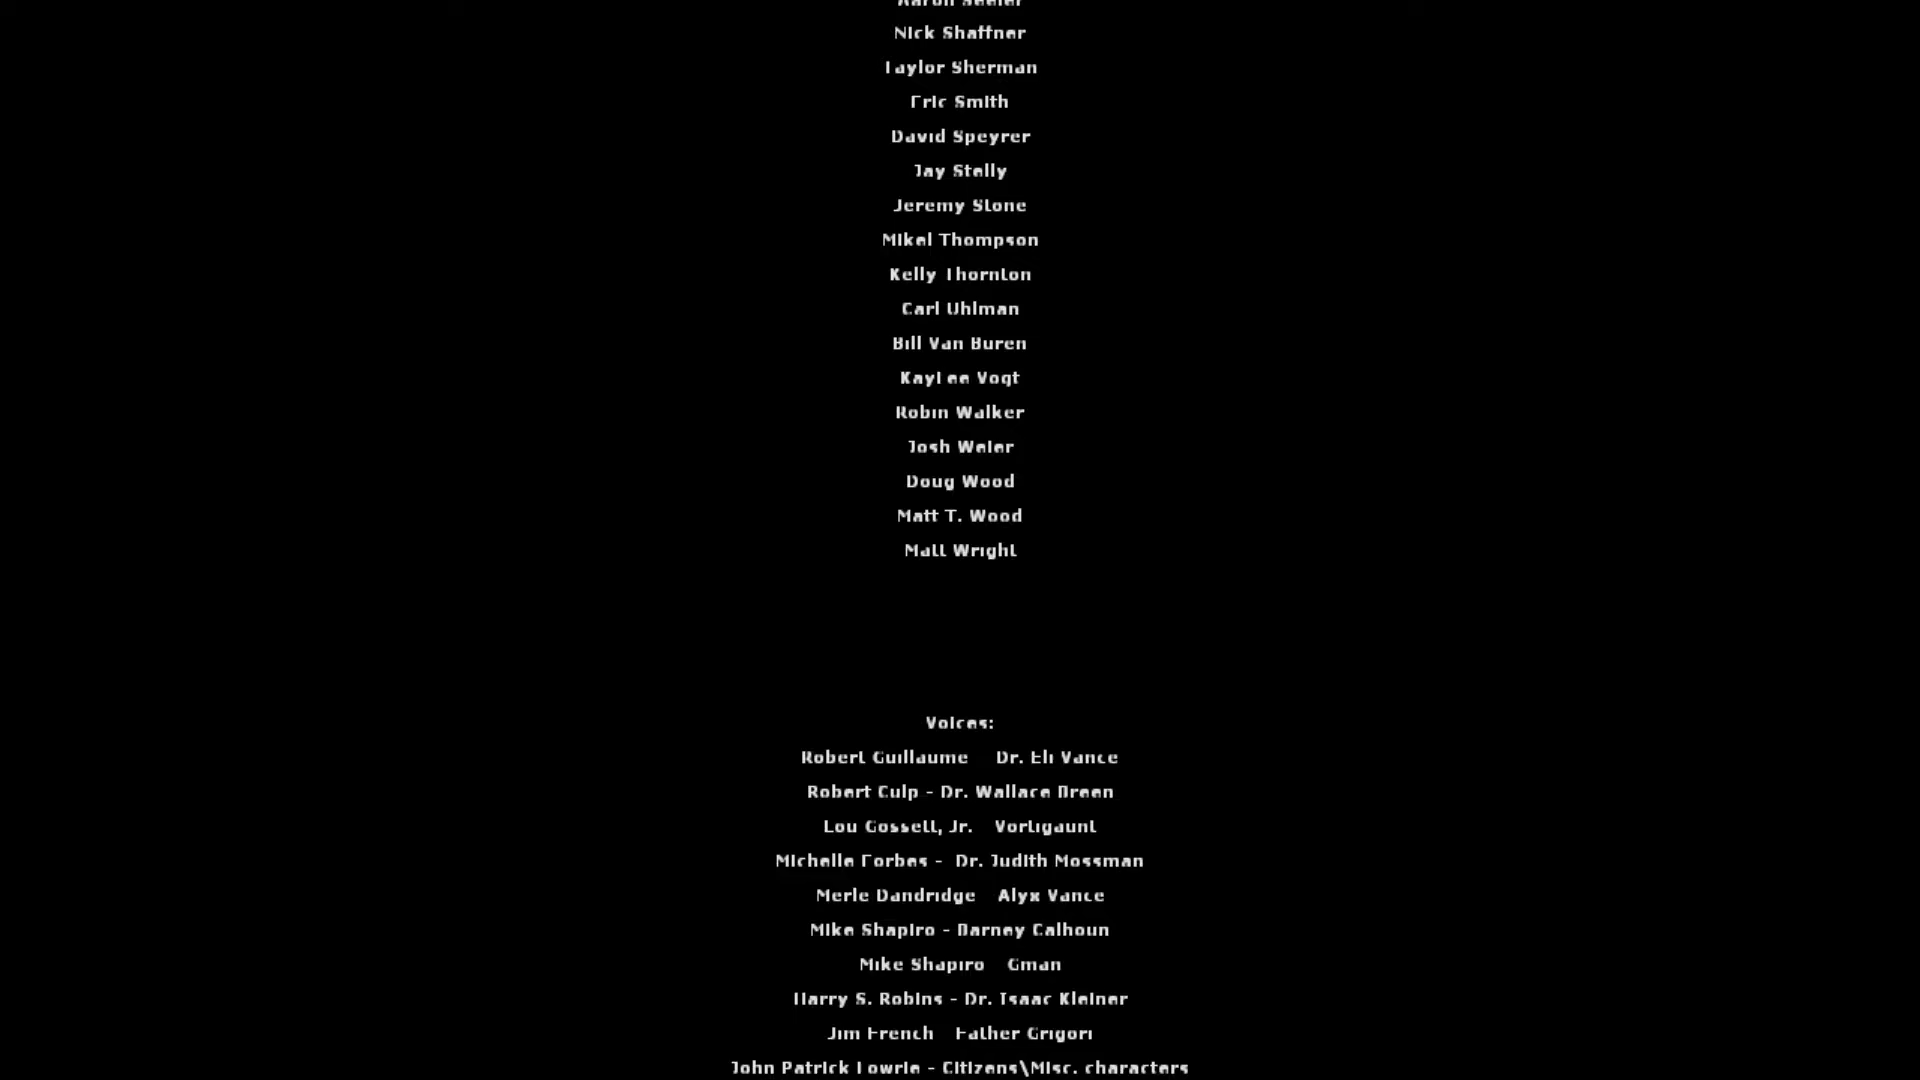 Nick Shaffner
Taylor Sherman
Eric Smith
David Speyrer
Jay Stelly
Jeremy Stone
Mikel Thompson
Kelly Thornton
Carl Uhlman
Bill Van Buren
KayLee Vogt
Robin Walker
Josh Weier
Doug Wood
Matt T. Wood
Matt Wright
Voices:
Robert Guillaume   Dr. Eli Vance
Robert Culp - Dr. Wallace Breen
Lou Gossett, Jr.   Vortigaunt
Michelle Forbes -  Dr. Judith Mossman
Merle Dandridge   Alyx Vance
Mike Shapiro - Barney Calhoun
Mike Shapiro   Gman
Harry S. Robins - Dr. Isaac Kleiner
Jim French   Father Grigori
John Patrick Lowrie - Citizens\Misc. characters